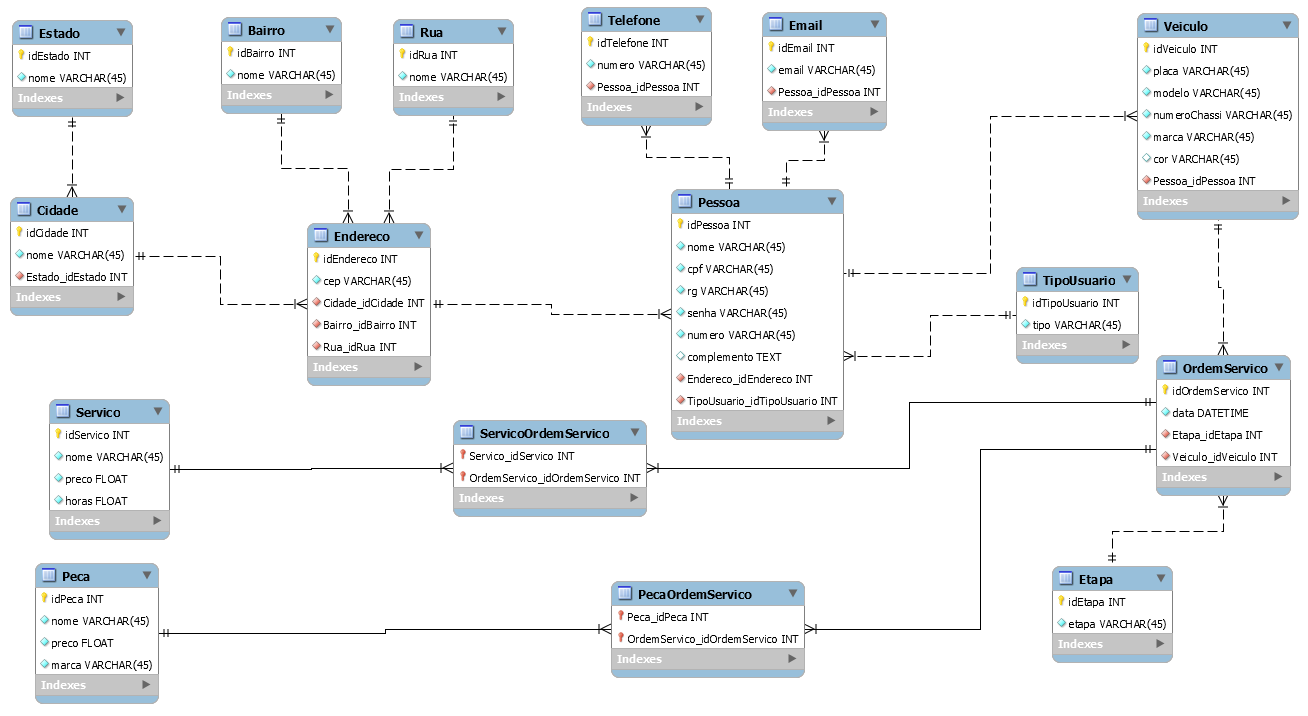 Estado
idEstado INT
nome VARCHAR(45)
Indexes
Bairro
idBairro INT
nome VARCHAR(45)
Indexes
Rua
idRua INT
nome VARCHAR(45)
Indexes
Telefone
idTelefone INT
numero VARCHAR(45)
Pessoa_idPessoa INT
Indexes
Email
idEmail INT
email VARCHAR(45)
Pessoa_idPessoa INT
Indexes
Veiculo
idVeiculo INT
placa VARCHAR(45)
modelo VARCHAR(45)
numeroChassi VARCHAR(45)
marca VARCHAR(45)
cor VARCHAR(45)
Pessoa_idPessoa INT
Indexes
Cidade
idCidade INT
nome VARCHAR(45)
Estado_idEstado INT
Indexes
Endereco
idEndereco INT
cep VARCHAR(45)
Cidade_idCidade INT
Bairro_idBairro INT
Rua_idRua INT
Indexes
Pessoa
idPessoa INT
nome VARCHAR(45)
cpf VARCHAR(45)
rg VARCHAR(45)
senha VARCHAR(45)
numero VARCHAR(45)
complemento TEXT
Endereco_idEndereco INT
TipoUsuario_idTipoUsuario INT
Indexes
TipoUsuario
idTipoUsuario INT
tipo VARCHAR(45)
Indexes
OrdemServico
idOrdemServico INT
data DATETIME
Etapa_idEtapa INT
Veiculo_idVeiculo INT
Indexes
Servico
idServico INT
nome VARCHAR(45)
preco FLOAT
horas FLOAT
Indexes
ServicoOrdemServico
Servico_idServico INT
OrdemServico_idOrdemServico INT
Indexes
Peca
idPeca INT
nome VARCHAR(45)
preco FLOAT
marca VARCHAR(45)
Indexes
PecaOrdemServico
Peca_idPeca INT
OrdemServico_idOrdemServico INT
Indexes
Etapa
idEtapa INT
etapa VARCHAR(45)
Indexes